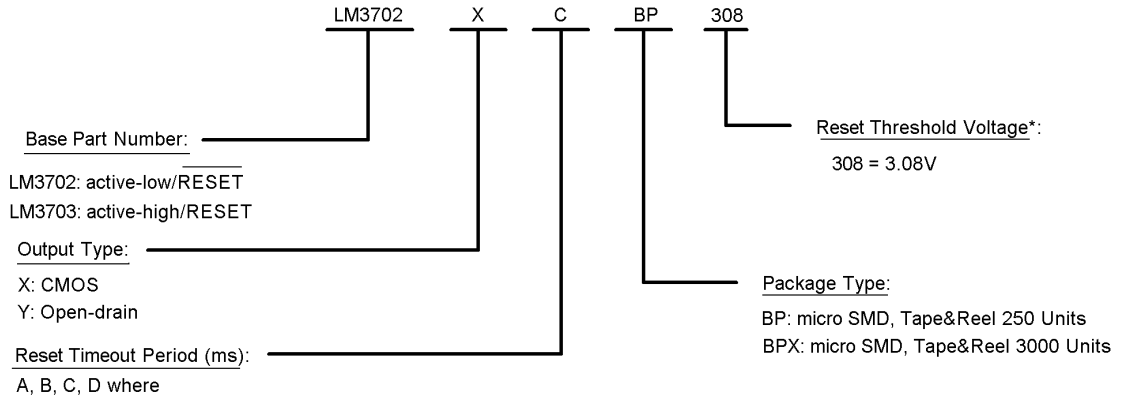 LM3702 X C BP 308
Base Part Number:
LM3702: active-low/RESET
LM3703: active-high/RESET
Output Type:
X: CMOS
Y: Open-drain
Reset Timeout Period (ms):
A, B, C, D where
Reset Threshold Voltage*:
308 = 3.08V
Package Type:
BP: micro SMD, Tape&Reel 250 Units
BPX: micro SMD, Tape&Reel 3000 Units